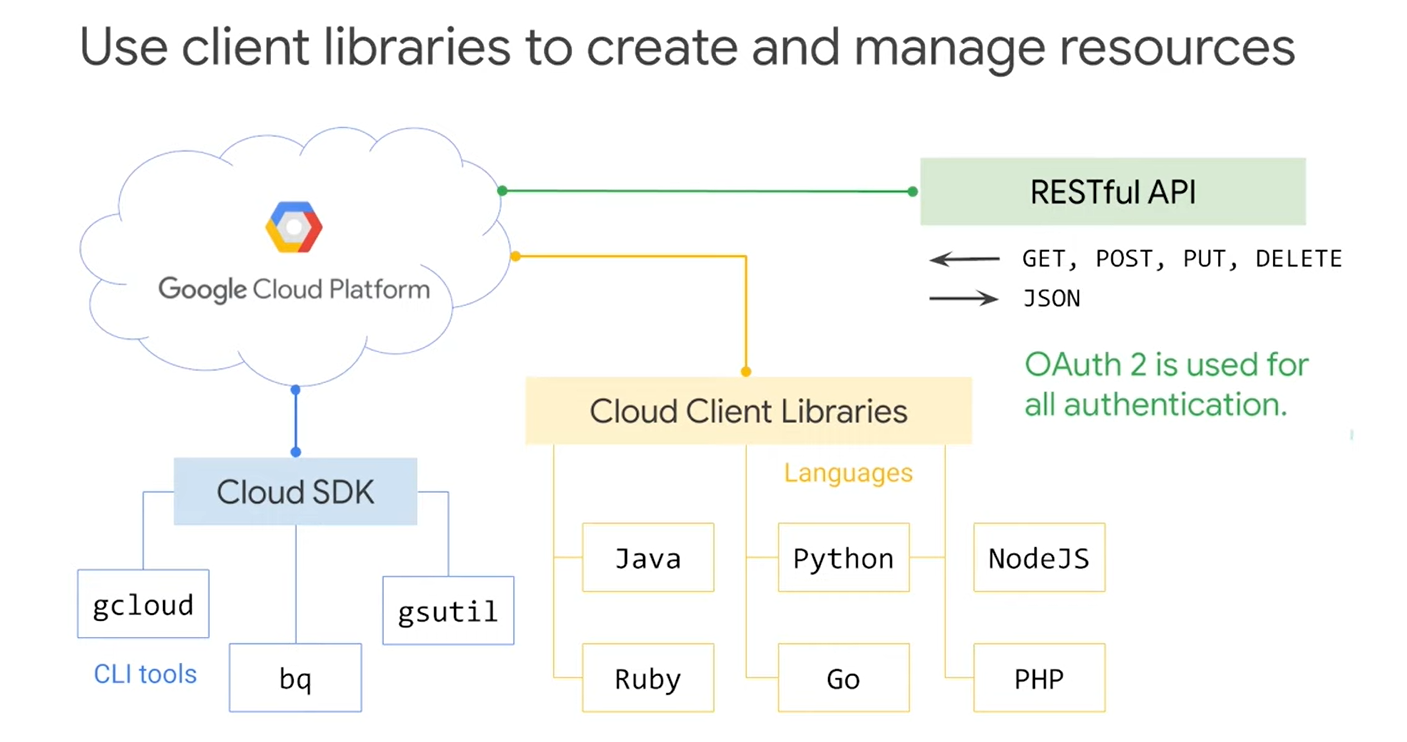 Use client libraries to create and manage resources
Google Cloud Platform
RESTful API
GET, POST, PUT, DELETE
JSON
OAuth 2 is used for
all authentication.
Cloud Client Libraries
Languages
Java
Python
NodeJS
Ruby
Go
PHP
Cloud SDK
gcloud
gsutil
CLI tools
bq